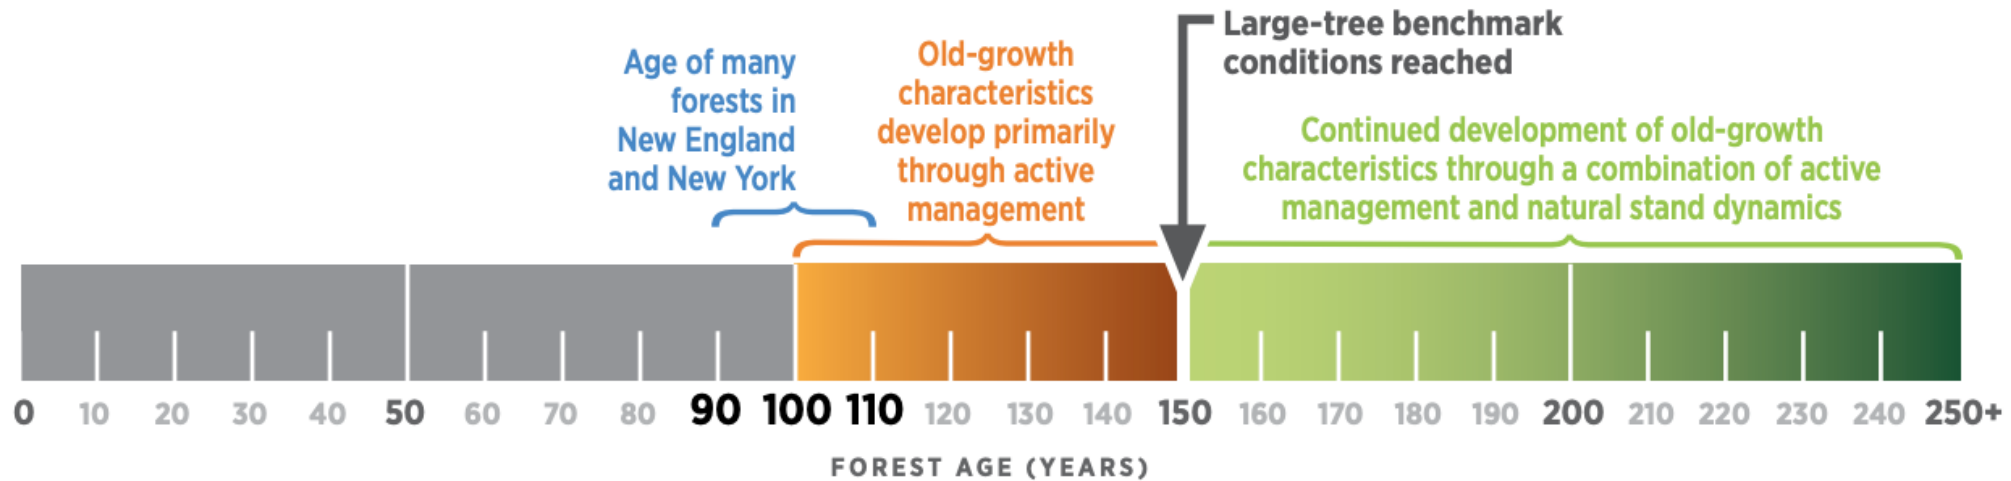 Age of many
forests in
New England
and New York
Old-growth
characteristics
develop primarily
through active
management
Large-tree benchmark
conditions reached
Continued development of old-growth
characteristics through a combination of active
management and natural stand dynamics
0 10 20 30 40 50 60 70 80 90 100 110 120 130 140 150 160 170 180 190 200 210 220 230 240 250+
FOREST AGE (YEARS)